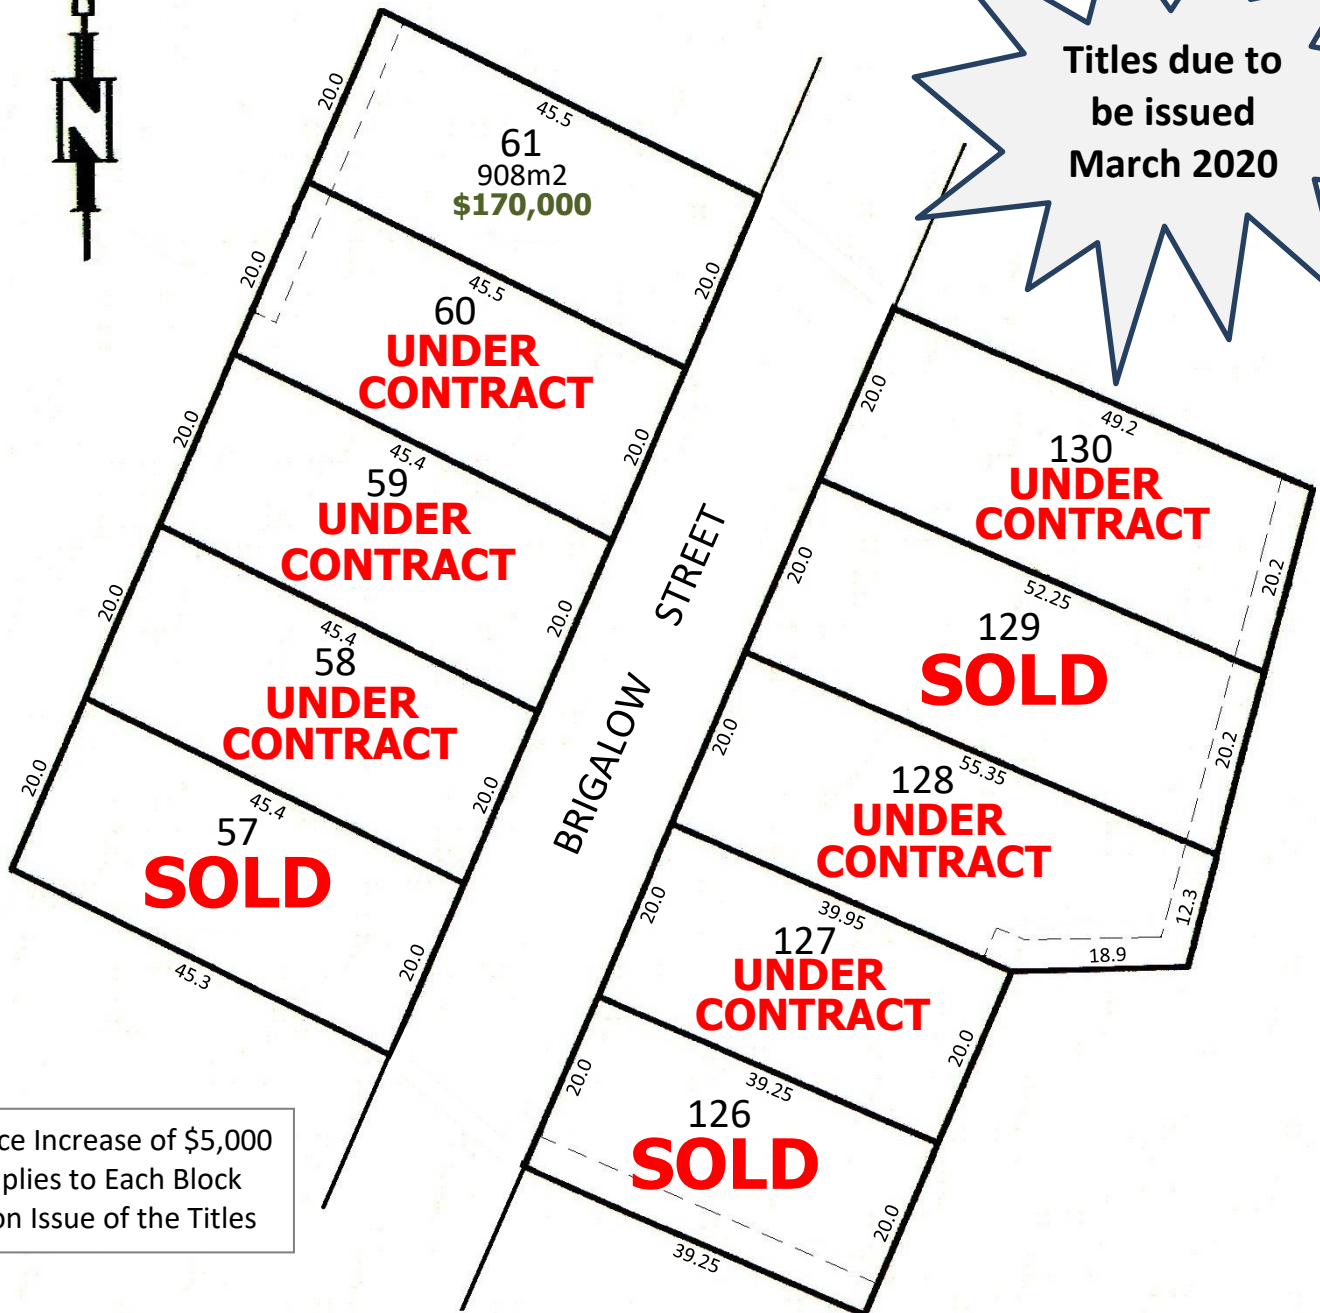 N
Titles due to
be issued
March 2020
20.0
45.5
61
908m2
$170,000
20.0
20.0
45.5
60
UNDER
CONTRACT
20.0
20.0
45.4
59
UNDER
CONTRACT
20.0
20.0
45.4
58
UNDER
CONTRACT
20.0
20.0
45.4
57
SOLD
20.0
45.3
BRIGALOW STREET
20.0
49.2
130
UNDER
CONTRACT
20.2
20.0
52.25
129
SOLD
20.2
20.0
55.35
128
UNDER
CONTRACT
12.3
18.9
20.0
39.95
127
UNDER
CONTRACT
20.0
20.0
39.25
126
SOLD
20.0
39.25
ce Increase of $5,000
plies to Each Block
on Issue of the Titles